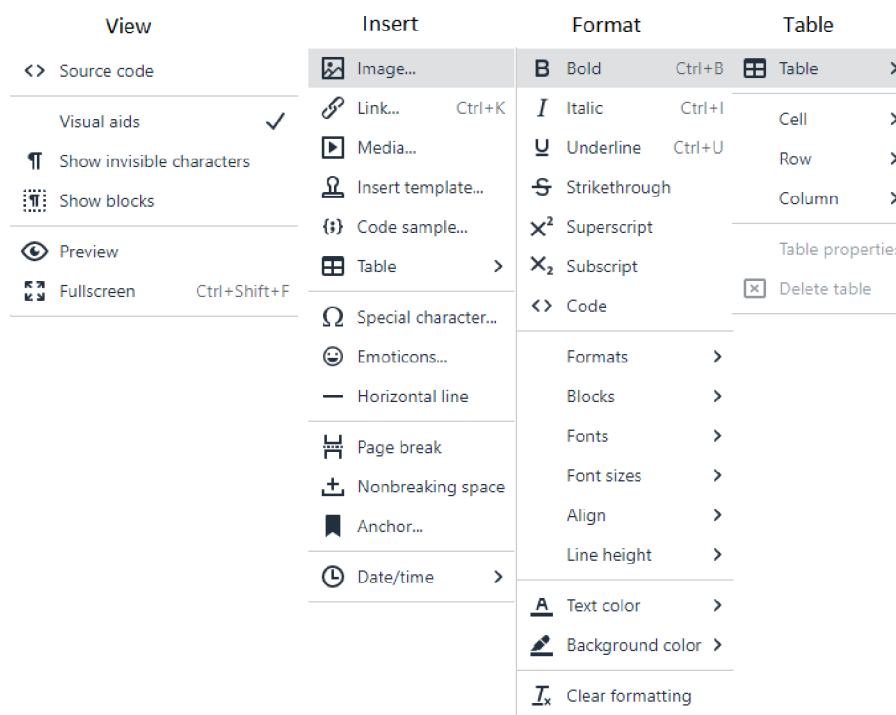 View
Source code
Visual aids
Show invisible characters
Show blocks
Preview
Fullscreen Ctrl+Shift+F
Insert
Image...
Link... Ctrl+K
Media...
Insert template...
Code sample...
Table
Special character...
Emoticons...
Horizontal line
Page break
Nonbreaking space
Anchor...
Date/time
Format
Bold Ctrl+B
Italic Ctrl+I
Underline Ctrl+U
Strikethrough
Superscript
Subscript
Code
Formats
Blocks
Fonts
Font sizes
Align
Line height
Text color
Background color
Clear formatting
Table
Table
Cell
Row
Column
Table properties
Delete table